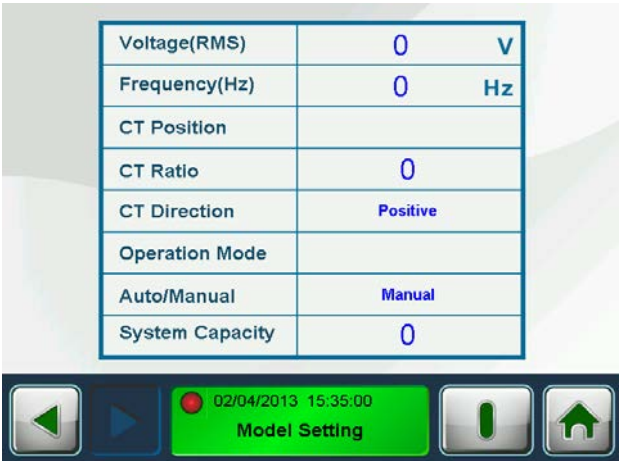 Voltage(RMS) 0 V
Frequency(Hz) 0 Hz
CT Position
CT Ratio 0
CT Direction Positive
Operation Mode
Auto/Manual Manual
System Capacity 0
02/04/2013 15:35:00
Model Setting